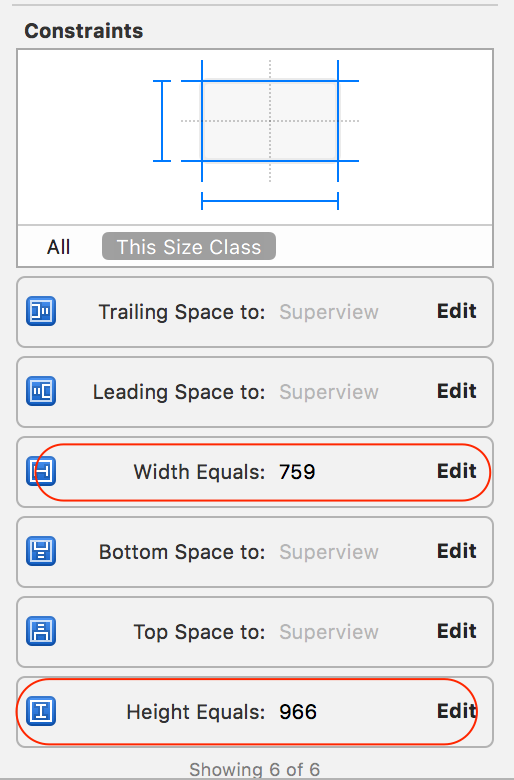 Constraints
All This Size Class
Trailing Space to: Superview Edit
Leading Space to: Superview Edit
Width Equals: 759 Edit
Bottom Space to: Superview Edit
Top Space to: Superview Edit
Height Equals: 966 Edit
Showing 6 of 6